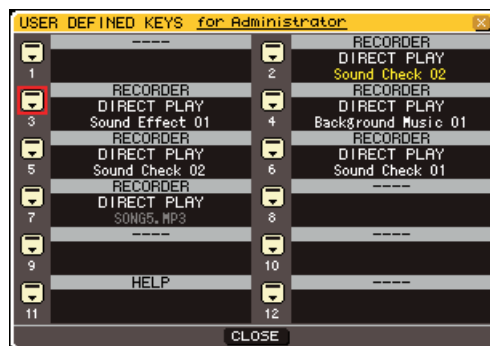 USER DEFINED KEYS for Administrator
----
1
RECORDER
DIRECT PLAY
Sound Check 02
2
RECORDER
DIRECT PLAY
Sound Effect 01
3
RECORDER
DIRECT PLAY
Background Music 01
4
RECORDER
DIRECT PLAY
Sound Check 02
5
RECORDER
DIRECT PLAY
Sound Check 01
6
RECORDER
DIRECT PLAY
SONG5.MP3
7
----
8
----
9
----
10
HELP
11
----
12
CLOSE